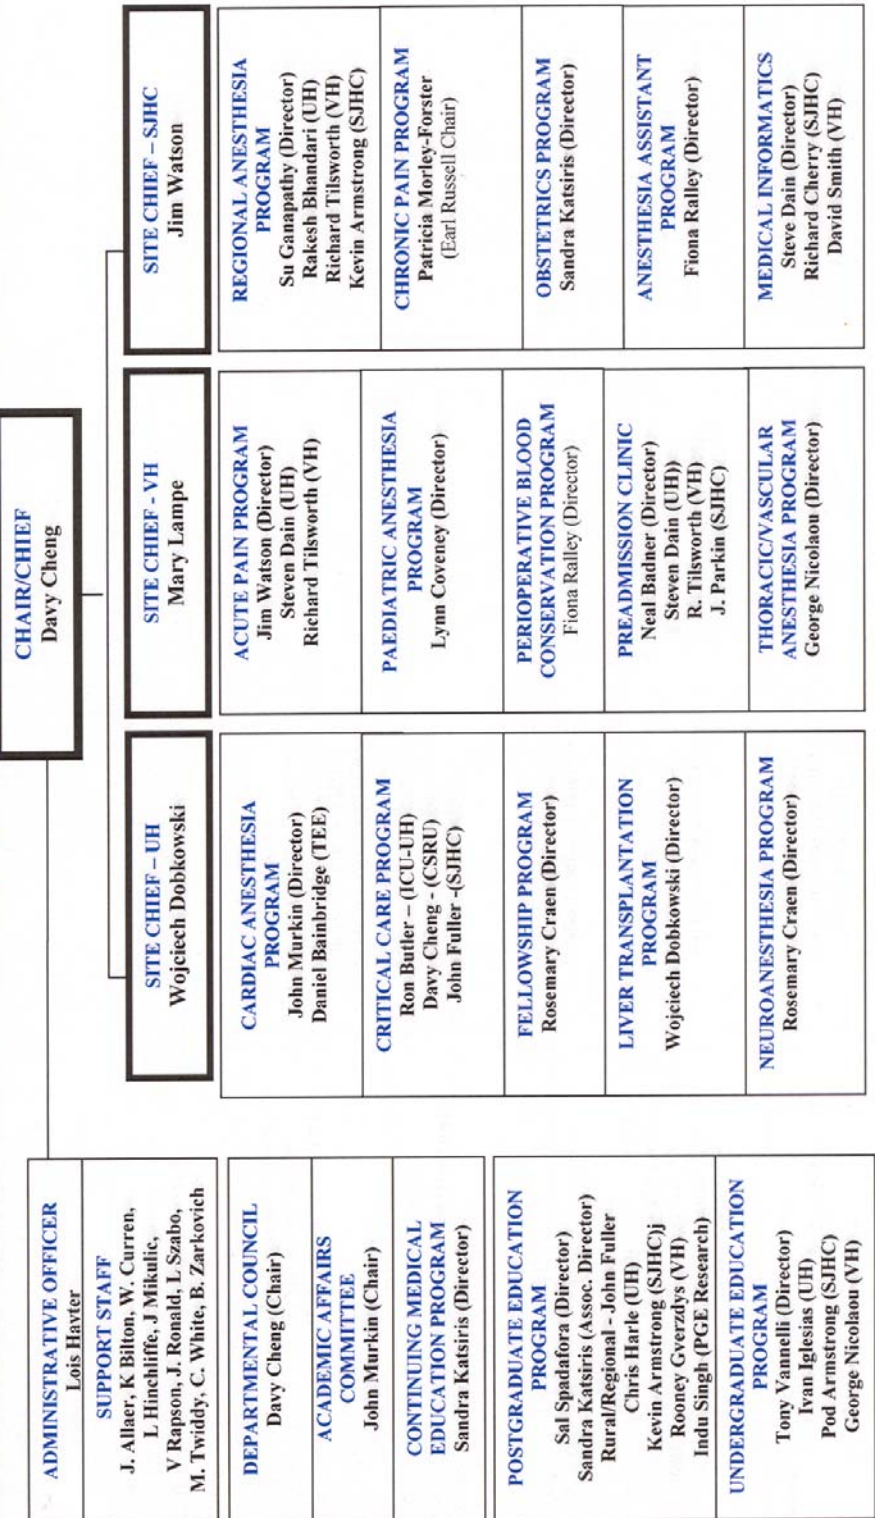 CHAIR/CHIEF
Davy Cheng
ADMINISTRATIVE OFFICER
Lois Havter
SUPPORT STAFF
J. Allaer, K Bilton, W. Curren,
L Hinchliffe, J Mikulic,
V Rapson, J. Ronald, L Szabo,
M. Twiddy, C. White, B. Zarkovich
DEPARTMENTAL COUNCIL
Davy Cheng (Chair)
ACADEMIC AFFAIRS
COMMITTEE
John Murkin (Chair)
CONTINUING MEDICAL
EDUCATION PROGRAM
Sandra Katsiris (Director)
POSTGRADUATE EDUCATION
PROGRAM
Sal Spadafora (Director)
Sandra Katsiris (Assoc. Director)
Rural/Regional - John Fuller
Chris Harle (UH)
Kevin Armstrong (SJHC)j
Rooney Gverzdys (VH)
Indu Singh (PGE Research)
UNDERGRADUATE EDUCATION
PROGRAM
Tony Vannelli (Director)
Ivan Iglesias (UH)
Pod Armstrong (SJHC)
George Nicolaou (VH)
SITE CHIEF – UH
Wojciech Dobkowski
CARDIAC ANESTHESIA
PROGRAM
John Murkin (Director)
Daniel Bainbridge (TEE)
CRITICAL CARE PROGRAM
Ron Butler – (ICU-UH)
Davy Cheng - (CSRU)
John Fuller -(SJHC)
FELLOWSHIP PROGRAM
Rosemary Craen (Director)
LIVER TRANSPLANTATION
PROGRAM
Wojciech Dobkowski (Director)
NEUROANESTHESIA PROGRAM
Rosemary Craen (Director)
SITE CHIEF - VH
Mary Lampe
ACUTE PAIN PROGRAM
Jim Watson (Director)
Steven Dain (UH)
Richard Tilsworth (VH)
PAEDIATRIC ANESTHESIA
PROGRAM
Lynn Coveney (Director)
PERIOPERATIVE BLOOD
CONSERVATION PROGRAM
Fiona Ralley (Director)
PREADMISSION CLINIC
Neal Badner (Director)
Steven Dain (UH))
R. Tilsworth (VH)
J. Parkin (SJHC)
THORACIC/VASCULAR
ANESTHESIA PROGRAM
George Nicolaou (Director)
SITE CHIEF – SJHC
Jim Watson
REGIONAL ANESTHESIA
PROGRAM
Su Ganapathy (Director)
Rakesh Bhandari (UH)
Richard Tilsworth (VH)
Kevin Armstrong (SJHC)
CHRONIC PAIN PROGRAM
Patricia Morley-Forster
(Earl Russell Chair)
OBSTETRICS PROGRAM
Sandra Katsiris (Director)
ANESTHESIA ASSISTANT
PROGRAM
Fiona Ralley (Director)
MEDICAL INFORMATICS
Steve Dain (Director)
Richard Cherry (SJHC)
David Smith (VH)